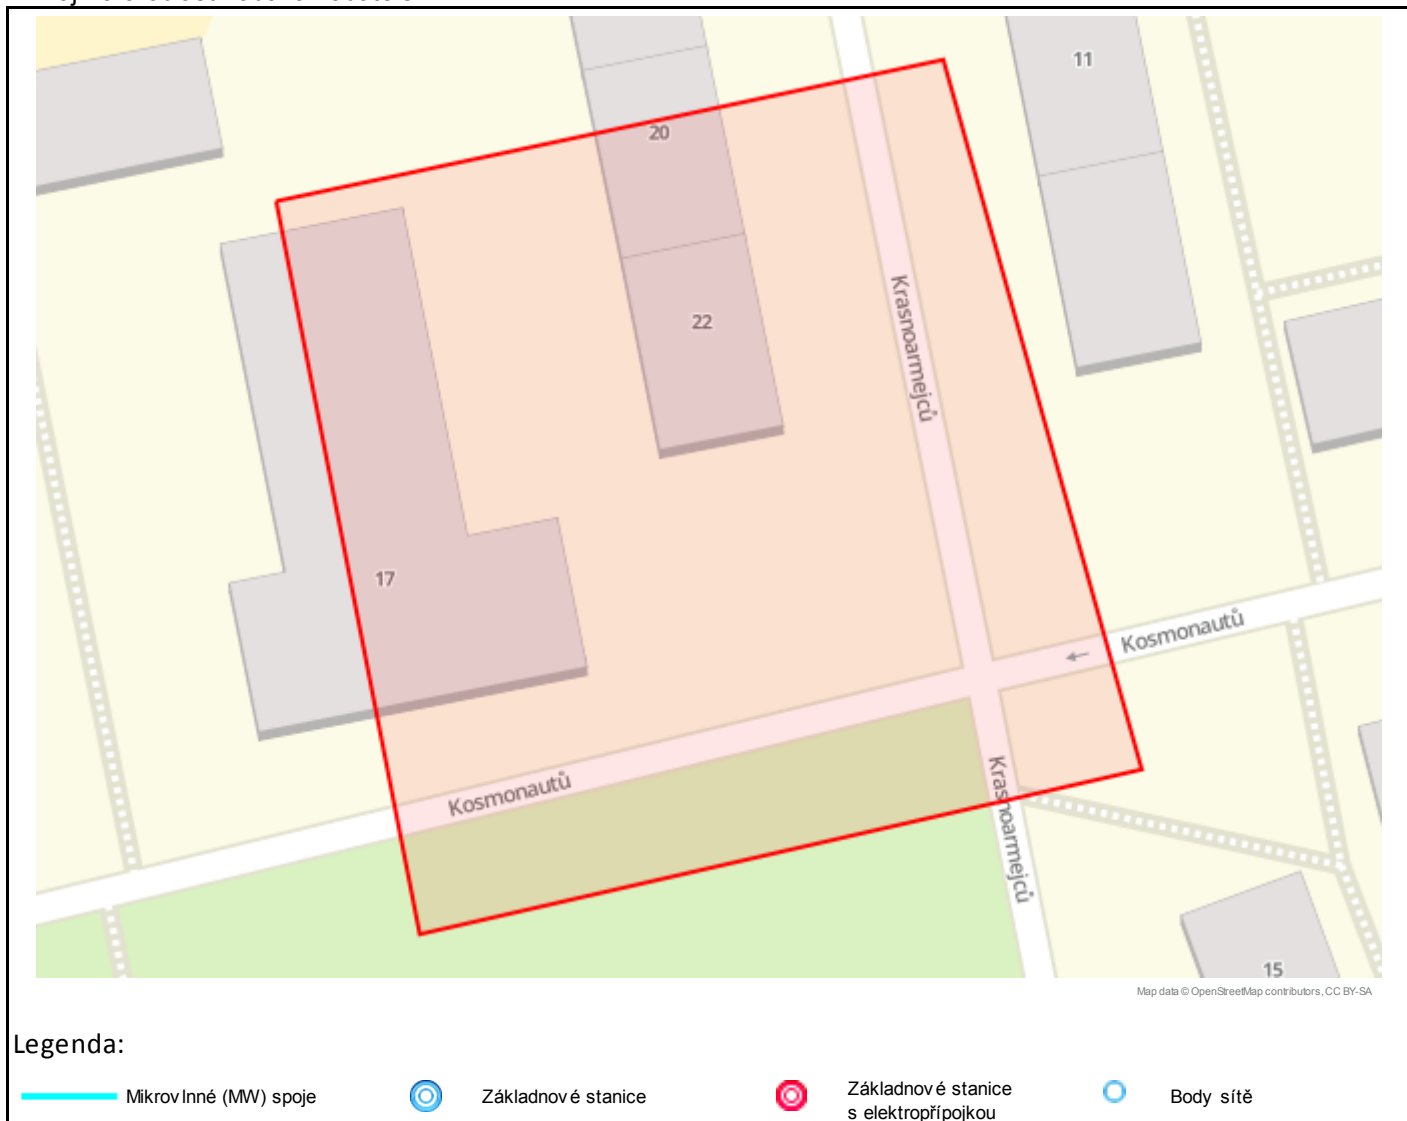 11
20
22
Krasnoarmejců
17
Kosmonautů
←
Kosmonautů
Krasnoarmejců
15
Map data © OpenStreetMap contributors, CC BY-SA
Legenda:
Mikrovlnné (MW) spoje
Základnové stanice
Základnové stanice
s elektropřípojkou
Body sítě